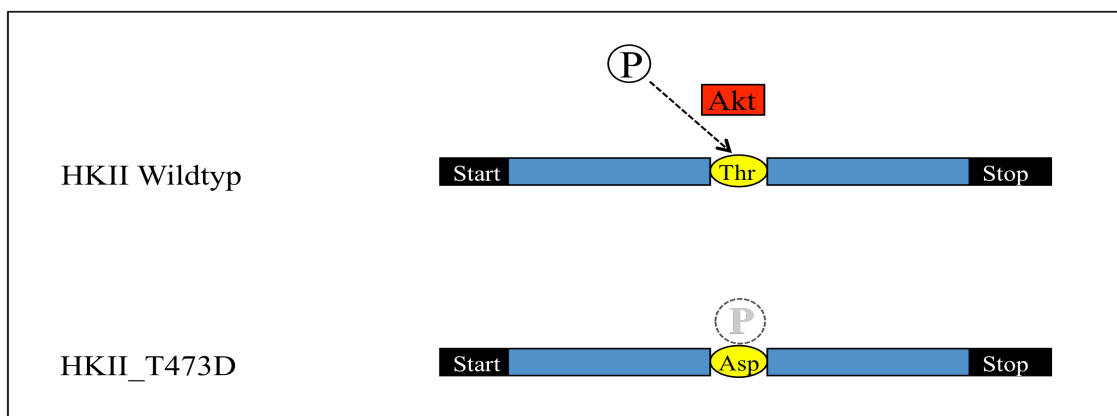 P
Akt
HKII Wildtyp
Start Thr Stop
P
HKII_T473D
Start Asp Stop